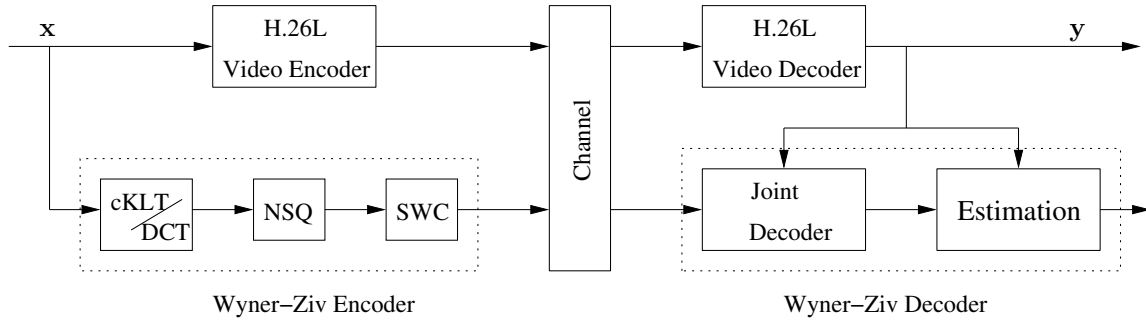 x
H.26L
Video Encoder
Channel
H.26L
Video Decoder
y
cKLT/DCT
NSQ
SWC
Joint
Decoder
Estimation
Wyner-Ziv Encoder
Wyner-Ziv Decoder